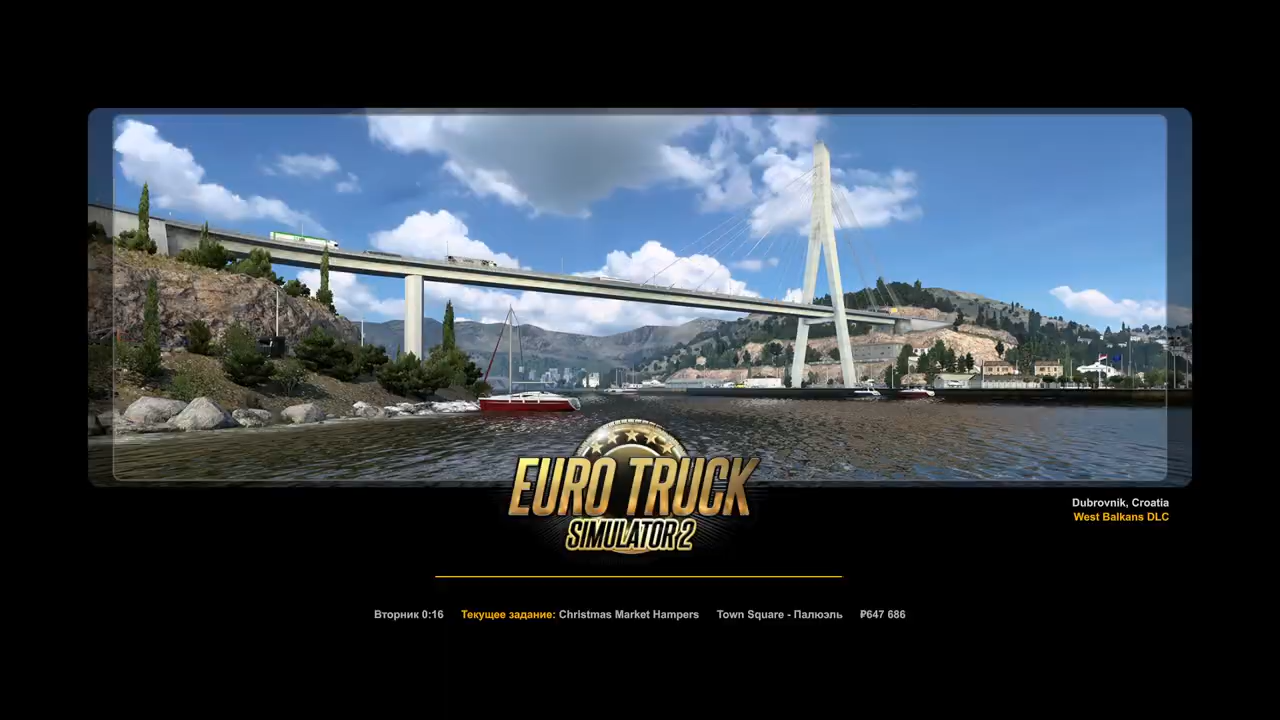 EURO TRUCK
SIMULATOR 2
Dubrovnik, Croatia
West Balkans DLC
Вторник 0:16 Текущее задание: Christmas Market Hampers Town Square - Палюэль ₽647 686